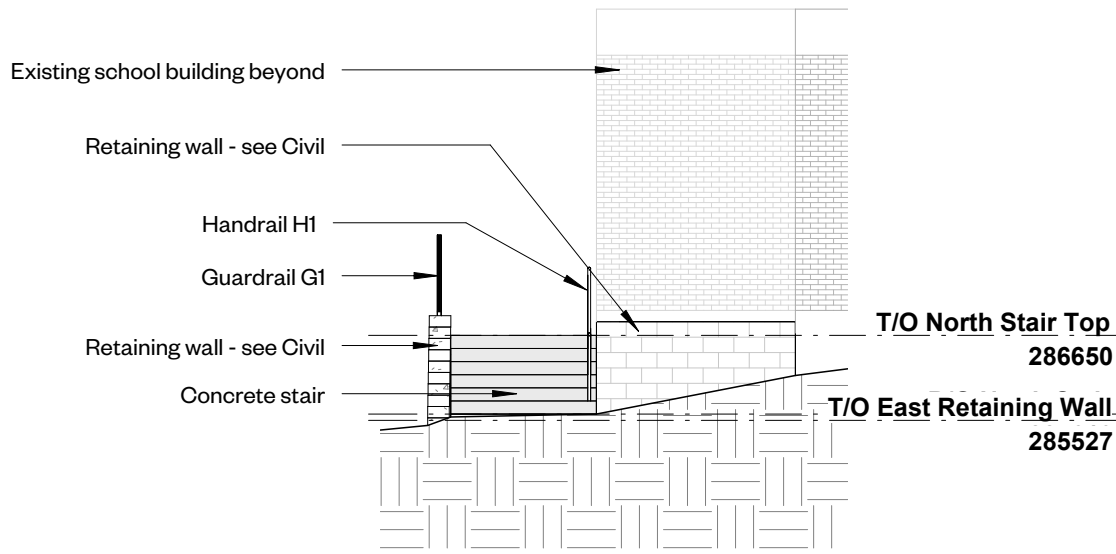 Existing school building beyond
Retaining wall - see Civil
Handrail H1
Guardrail G1
T/O North Stair Top
286650
Retaining wall - see Civil
Concrete stair
T/O East Retaining Wall
285527